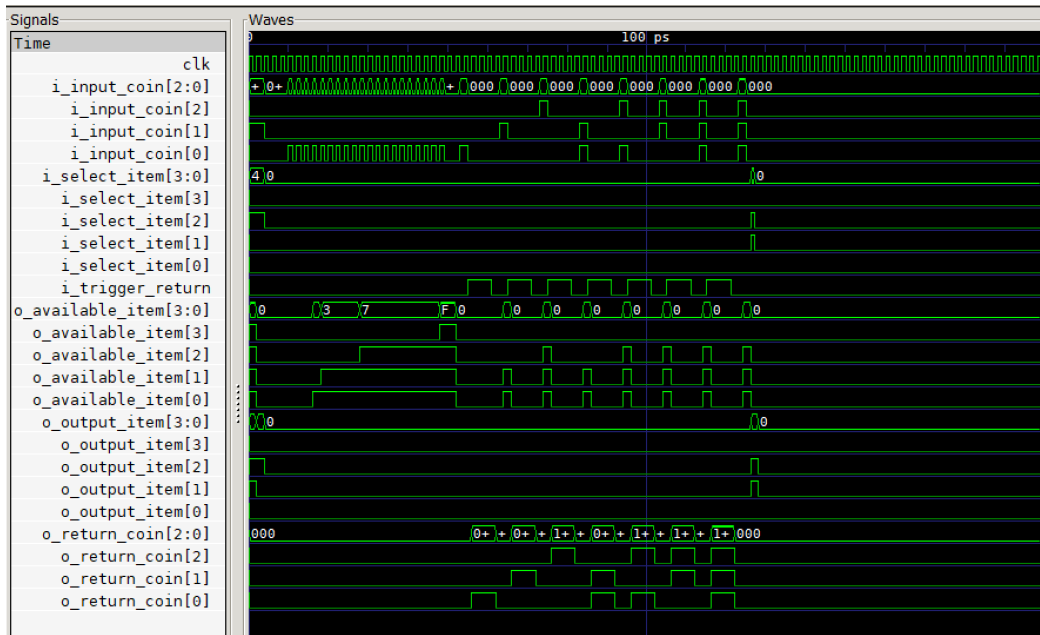 Signals
Waves
Time
0
100 ps
clk
i_input_coin[2:0]
+ 0+ + 000 000 000 000 000 000 000 000
i_input_coin[2]
i_input_coin[1]
i_input_coin[0]
i_select_item[3:0]
4 0 0
i_select_item[3]
i_select_item[2]
i_select_item[1]
i_select_item[0]
i_trigger_return
o_available_item[3:0]
0 3 7 F 0 0 0 0 0 0 0 0
o_available_item[3]
o_available_item[2]
o_available_item[1]
o_available_item[0]
o_output_item[3:0]
0 0
o_output_item[3]
o_output_item[2]
o_output_item[1]
o_output_item[0]
o_return_coin[2:0]
000 0+ + 0+ + 1+ + 0+ + 1+ + 1+ + 1+ 000
o_return_coin[2]
o_return_coin[1]
o_return_coin[0]